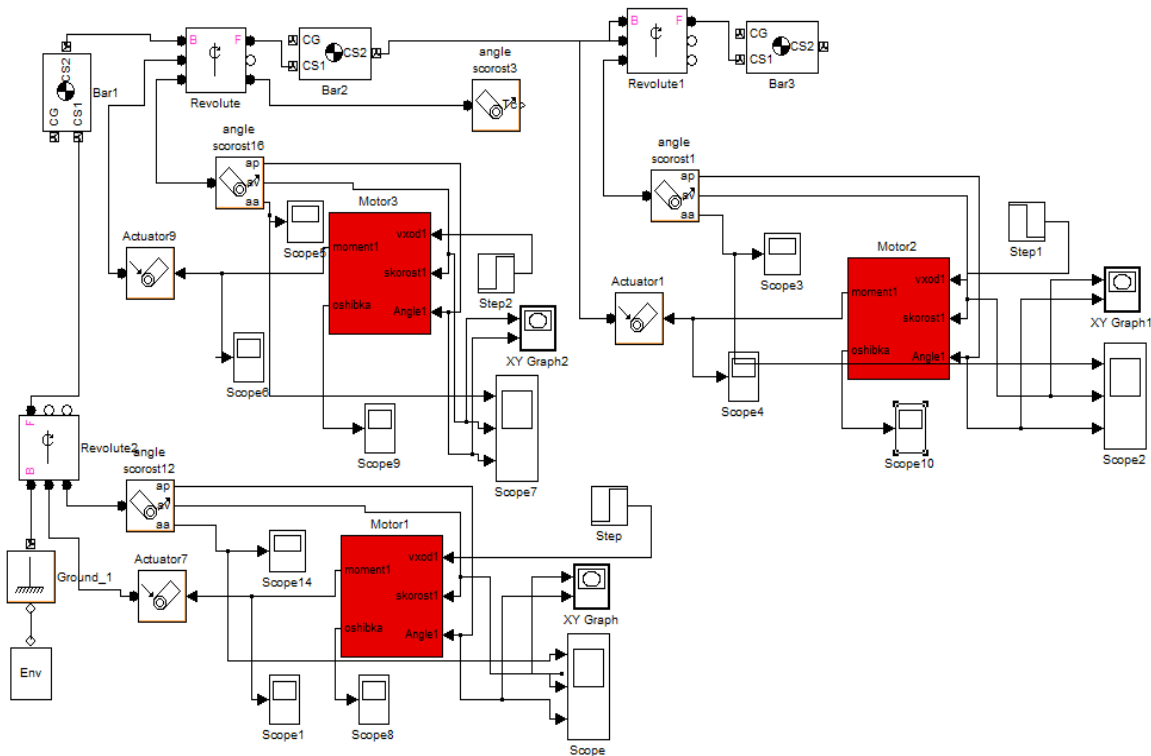 CS2
CG
CS1
Bar1
B
F
Revolute
CG
CS1
CS2
Bar2
angle
scorost3
B
F
Revolute1
CG
CS1
CS2
Bar3
angle
scorost16
ap
av
aa
Scope5
Motor3
moment1
oshibka
vxod1
skorost1
Angle1
Actuator9
Step2
XY Graph2
Scope6
Scope9
Scope7
angle
scorost1
ap
av
aa
Scope3
Step1
Motor2
moment1
oshibka
vxod1
skorost1
Angle1
Actuator1
XY Graph1
Scope4
Scope10
Scope2
F
B
Revolute2
angle
scorost12
ap
av
aa
Scope14
Step
Motor1
moment1
oshibka
vxod1
skorost1
Angle1
Actuator7
Ground_1
Env
XY Graph
Scope1
Scope8
Scope